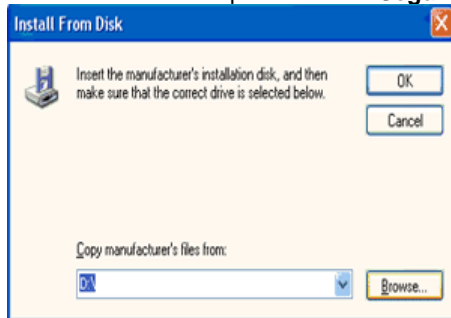 Install From Disk
Insert the manufacturer's installation disk, and then
make sure that the correct drive is selected below.
OK
Cancel
Copy manufacturer's files from:
D:\
Browse...